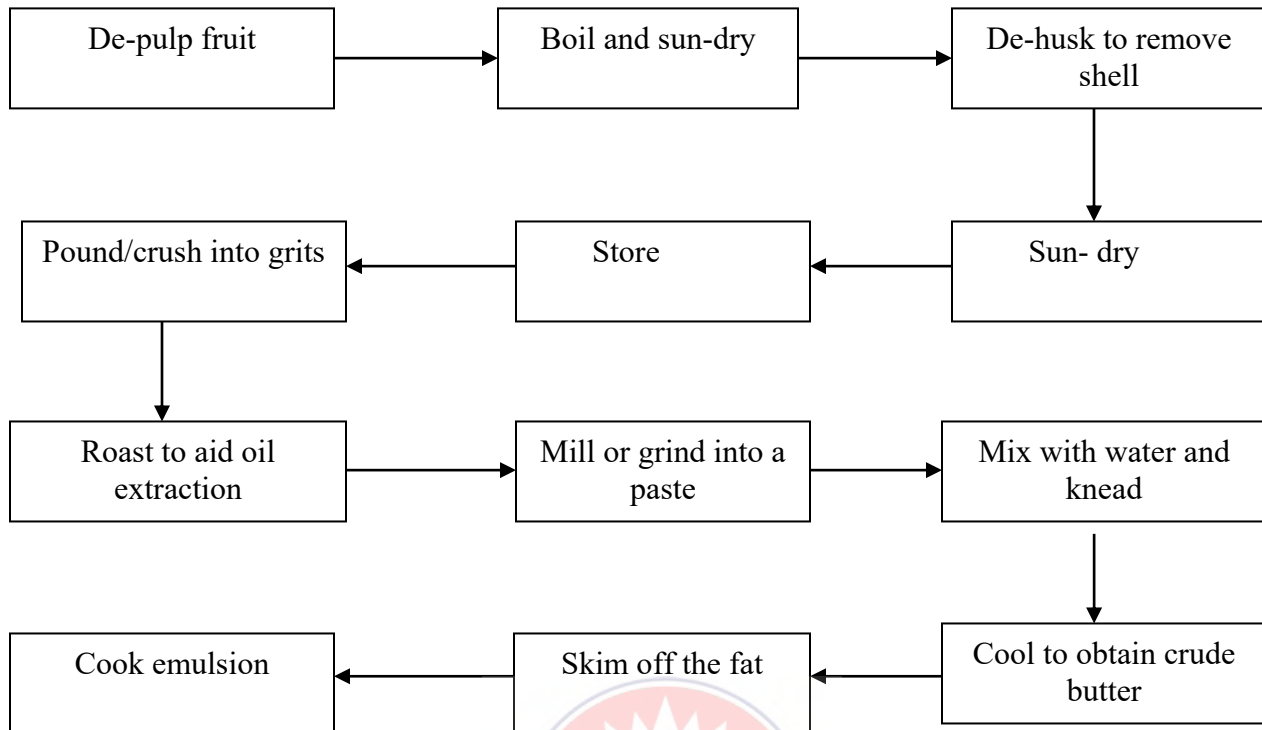 De-pulp fruit
Boil and sun-dry
De-husk to remove
shell
Pound/crush into grits
Store
Sun- dry
Roast to aid oil
extraction
Mill or grind into a
paste
Mix with water and
knead
Cook emulsion
Skim off the fat
Cool to obtain crude
butter